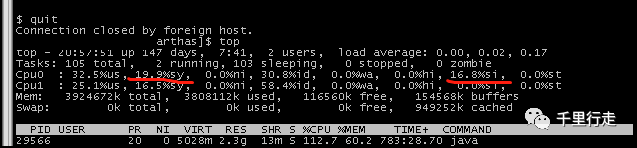 $ quit
Connection closed by foreign host.
arthas]$ top
top - 20:57:51 up 147 days, 7:41, 2 users, load average: 0.00, 0.02, 0.17
Tasks: 105 total, 2 running, 103 sleeping, 0 stopped, 0 zombie
Cpu0 : 32.5%us, 19.9%sy, 0.0%ni, 30.8%id, 0.0%wa, 0.0%hi, 16.8%si, 0.0%st
Cpu1 : 25.1%us, 16.5%sy, 0.0%ni, 58.4%id, 0.0%wa, 0.0%hi, 0.0%si, 0.0%st
Mem: 3924672k total, 3808112k used, 116560k free, 154568k buffers
Swap: 0k total, 0k used, 0k free, 949252k cached
PID USER PR NI VIRT RES SHR S %CPU %MEM TIME+ COMMAND
29566 20 0 5028m 2.3g 13m S 112.7 60.2 783:28.70 java
千里行走